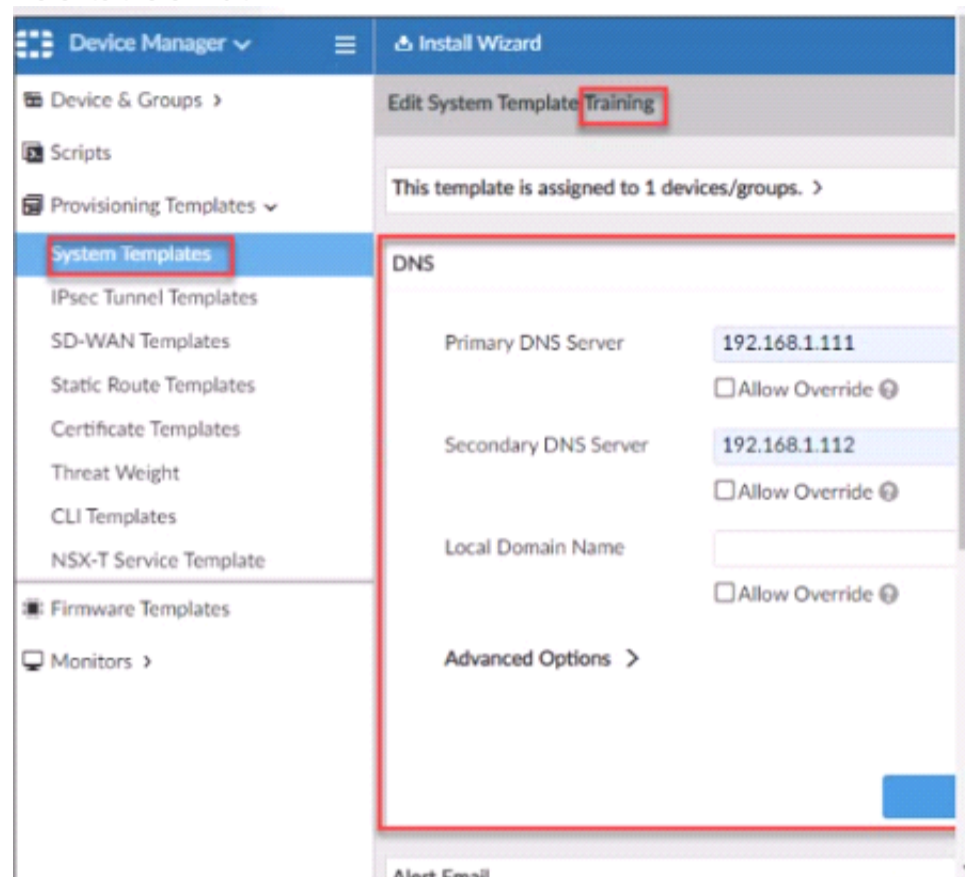 Device Manager
Install Wizard
Device & Groups >
Edit System Template Training
Scripts
This template is assigned to 1 devices/groups. >
Provisioning Templates
System Templates
DNS
IPsec Tunnel Templates
SD-WAN Templates
Primary DNS Server 192.168.1.111
Static Route Templates
Allow Override
Certificate Templates
Secondary DNS Server 192.168.1.112
Threat Weight
Allow Override
CLI Templates
Local Domain Name
NSX-T Service Template
Allow Override
Firmware Templates
Monitors >
Advanced Options >
Alert Email